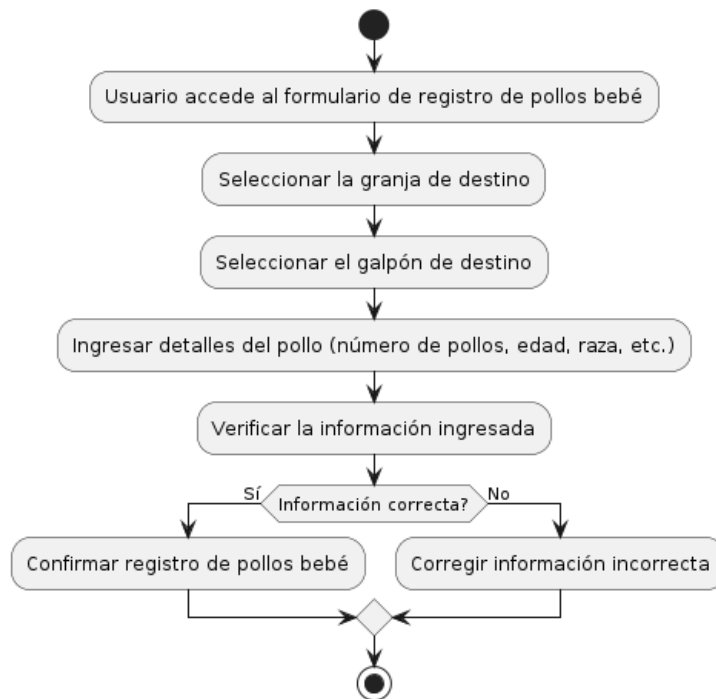 Usuario accede al formulario de registro de pollos bebé
Seleccionar la granja de destino
Seleccionar el galpón de destino
Ingresar detalles del pollo (número de pollos, edad, raza, etc.)
Verificar la información ingresada
Sí
Información correcta?
No
Confirmar registro de pollos bebé
Corregir información incorrecta